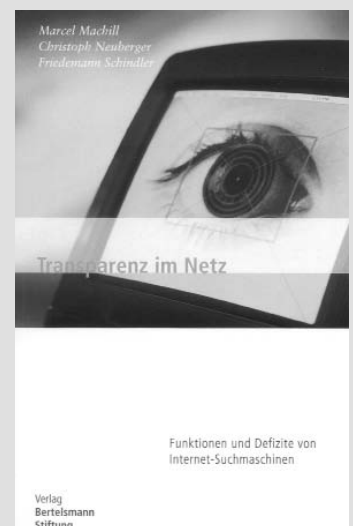 Marcel Machill
Christoph Neuberger
Friedemann Schindler
Transparenz im Netz
Funktionen und Defizite von
Internet-Suchmaschinen
Verlag
Bertelsmann
Stiftung